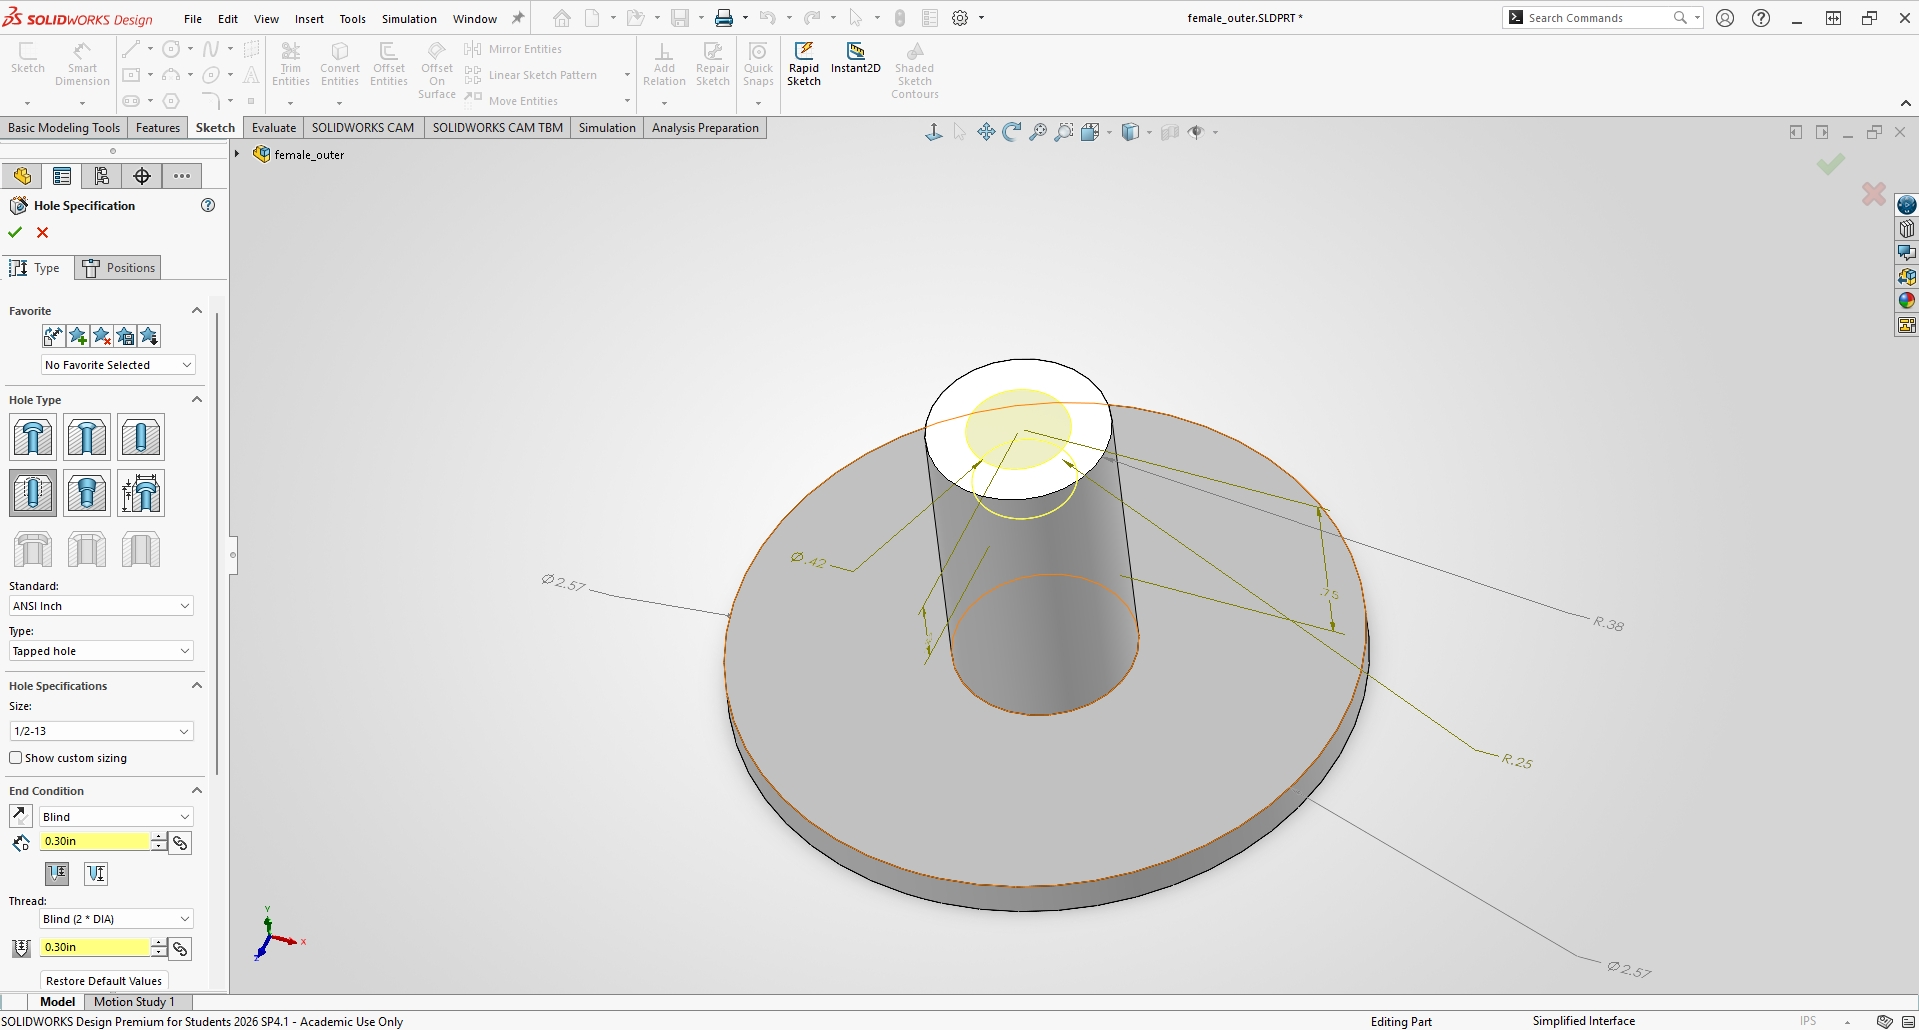 SOLIDWORKS Design
File Edit View Insert Tools Simulation Window
female_outer.SLDPRT *
Search Commands
Sketch
Smart Dimension
Trim Entities
Convert Entities
Offset Entities
Offset On Surface
Mirror Entities
Linear Sketch Pattern
Move Entities
Add Relation
Repair Sketch
Quick Snaps
Rapid Sketch
Instant2D
Shaded Sketch Contours
Basic Modeling Tools Features Sketch Evaluate SOLIDWORKS CAM SOLIDWORKS CAM TBM Simulation Analysis Preparation
female_outer
Hole Specification
Type Positions
Favorite
No Favorite Selected
Hole Type
Standard:
ANSI Inch
Type:
Tapped hole
Hole Specifications
Size:
1/2-13
Show custom sizing
End Condition
Blind
0.30in
Thread:
Blind (2 * DIA)
0.30in
Restore Default Values
Ø.42
Ø2.57
.75
R.38
R.25
Ø2.57
Y
X
Z
Model Motion Study 1
SOLIDWORKS Design Premium for Students 2026 SP4.1 - Academic Use Only
Editing Part
Simplified Interface
IPS